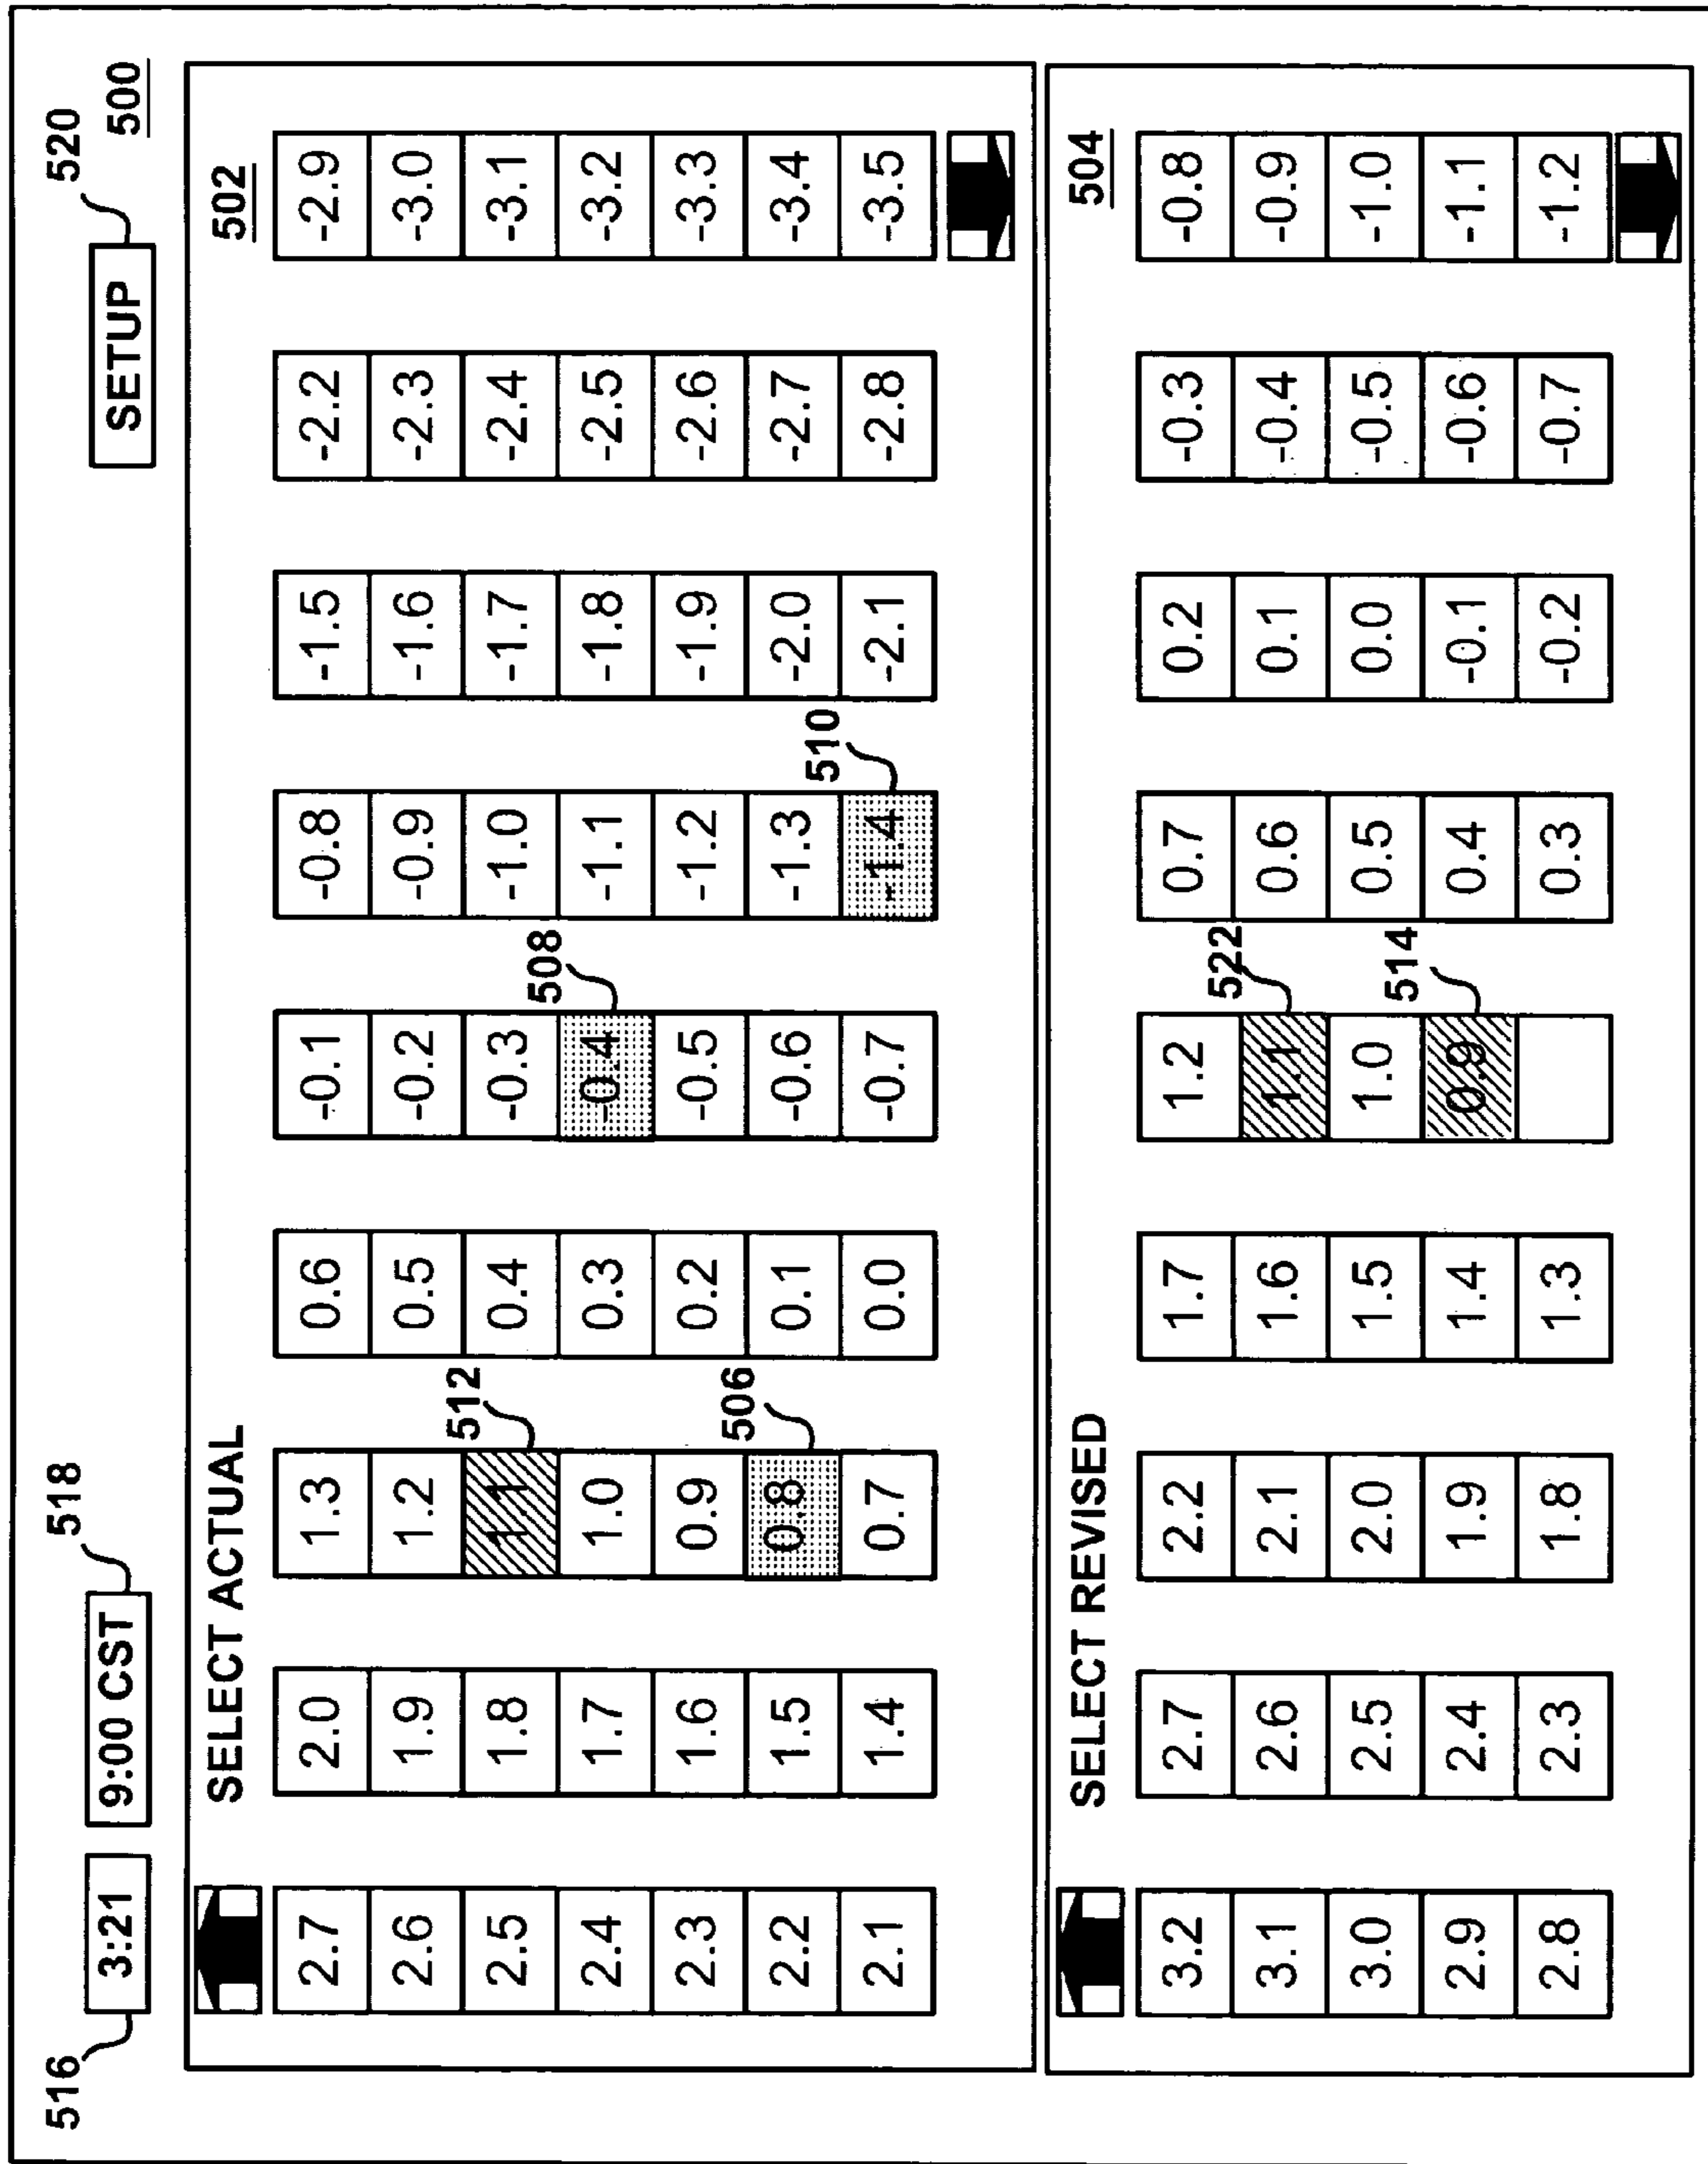 516 3:21 9:00 CST 518 SETUP 520 500
SELECT ACTUAL 502
2.7 2.0 1.3 0.6 -0.1 -0.8 -1.5 -2.2 -2.9
2.6 1.9 1.2 0.5 -0.2 -0.9 -1.6 -2.3 -3.0
2.5 1.8 1.1 512 0.4 -0.3 -1.0 -1.7 -2.4 -3.1
2.4 1.7 1.0 0.3 -0.4 508 -1.1 -1.8 -2.5 -3.2
2.3 1.6 0.9 0.2 -0.5 -1.2 -1.9 -2.6 -3.3
2.2 1.5 0.8 506 0.1 -0.6 -1.3 -2.0 -2.7 -3.4
2.1 1.4 0.7 0.0 -0.7 -1.4 510 -2.1 -2.8 -3.5
SELECT REVISED 504
3.2 2.7 2.2 1.7 1.2 0.7 0.2 -0.3 -0.8
3.1 2.6 2.1 1.6 1.1 522 0.6 0.1 -0.4 -0.9
3.0 2.5 2.0 1.5 1.0 0.5 0.0 -0.5 -1.0
2.9 2.4 1.9 1.4 0.9 514 0.4 -0.1 -0.6 -1.1
2.8 2.3 1.8 1.3 0.3 -0.2 -0.7 -1.2